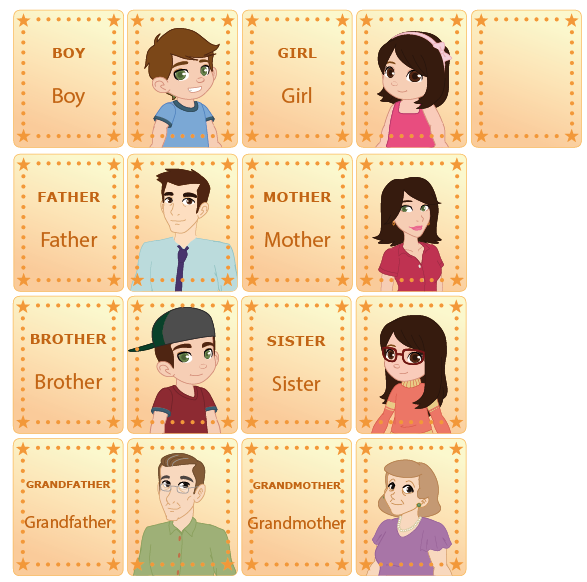 BOY
Boy
GIRL
Girl
FATHER
Father
MOTHER
Mother
BROTHER
Brother
SISTER
Sister
GRANDFATHER
Grandfather
GRANDMOTHER
Grandmother